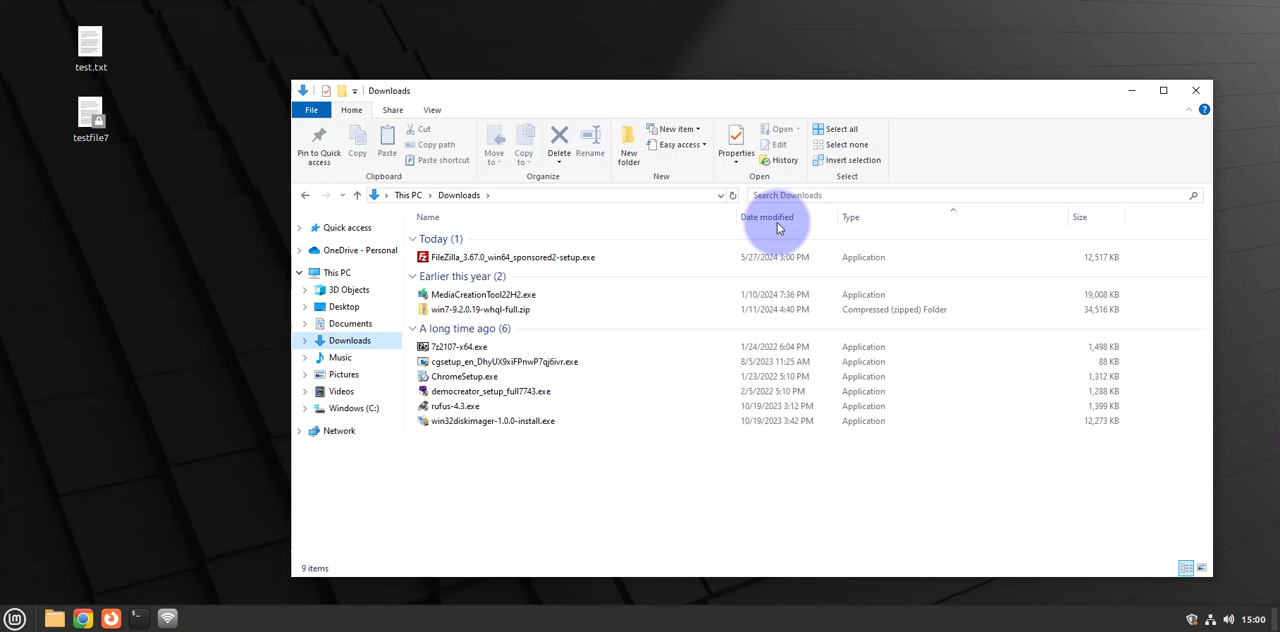 test.txt
testfile7
Downloads
File Home Share View
Pin to Quick access
Copy
Paste
Cut
Copy path
Paste shortcut
Clipboard
Move to
Copy to
Delete
Rename
Organize
New folder
New item
Easy access
New
Properties
Open
Edit
History
Open
Select all
Select none
Invert selection
Select
This PC > Downloads >
Search Downloads
Quick access
OneDrive - Personal
This PC
3D Objects
Desktop
Documents
Downloads
Music
Pictures
Videos
Windows (C:)
Network
Name Date modified Type Size
Today (1)
FileZilla_3.67.0_win64_sponsored2-setup.exe 5/27/2024 3:00 PM Application 12,517 KB
Earlier this year (2)
MediaCreationTool22H2.exe 1/10/2024 7:36 PM Application 19,008 KB
win7-9.2.0.19-whql-full.zip 1/11/2024 4:40 PM Compressed (zipped) Folder 34,516 KB
A long time ago (6)
7z2107-x64.exe 1/24/2022 6:04 PM Application 1,498 KB
cgsetup_en_DhyUX9xiFPnwP7qj6ivr.exe 8/5/2023 11:25 AM Application 88 KB
ChromeSetup.exe 1/23/2022 5:10 PM Application 1,312 KB
democreator_setup_full7743.exe 2/5/2022 5:10 PM Application 1,288 KB
rufus-4.3.exe 10/19/2023 3:12 PM Application 1,399 KB
win32diskimager-1.0.0-install.exe 10/19/2023 3:42 PM Application 12,273 KB
9 items
15:00